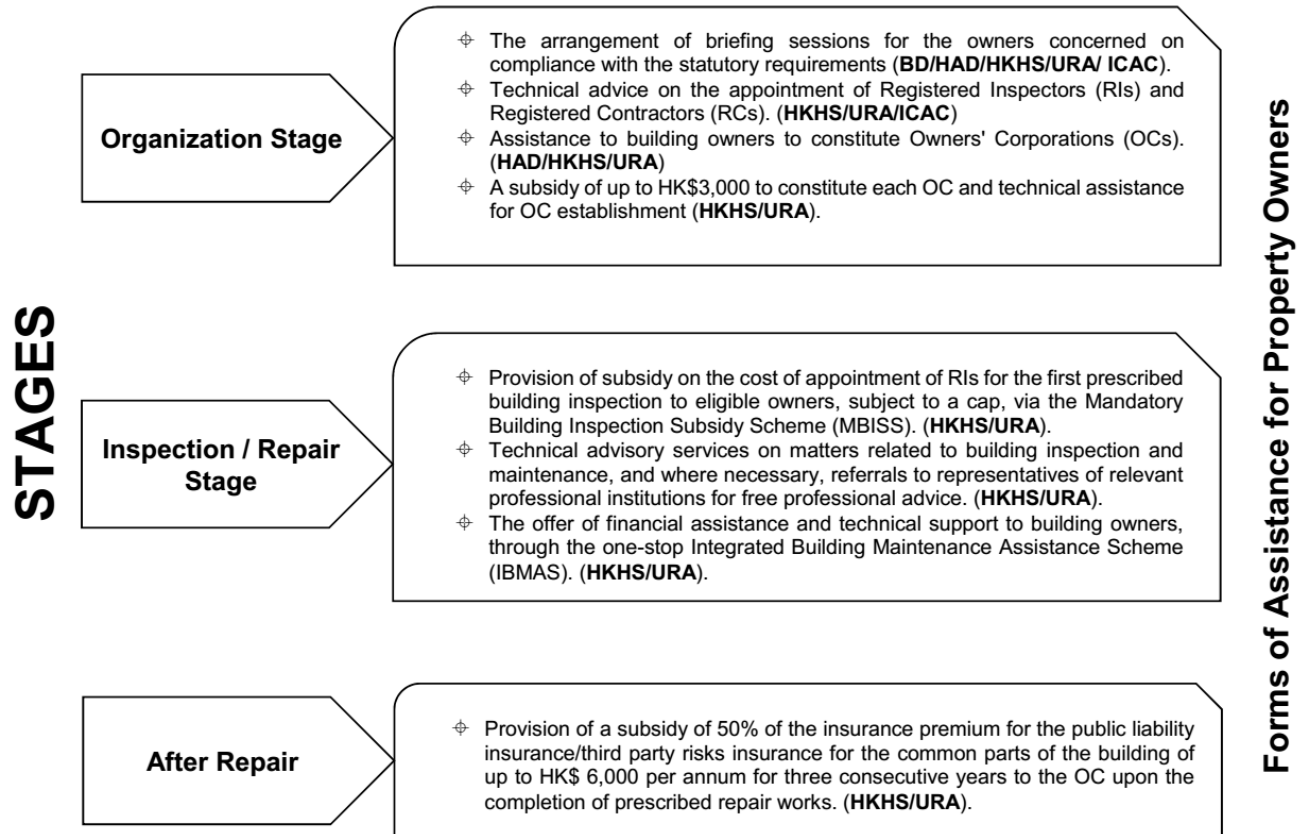 STAGES
Organization Stage
⌖ The arrangement of briefing sessions for the owners concerned on
compliance with the statutory requirements (BD/HAD/HKHS/URA/ ICAC).
⌖ Technical advice on the appointment of Registered Inspectors (RIs) and
Registered Contractors (RCs). (HKHS/URA/ICAC)
⌖ Assistance to building owners to constitute Owners' Corporations (OCs).
(HAD/HKHS/URA)
⌖ A subsidy of up to HK$3,000 to constitute each OC and technical assistance
for OC establishment (HKHS/URA).
Inspection / Repair
Stage
⌖ Provision of subsidy on the cost of appointment of RIs for the first prescribed
building inspection to eligible owners, subject to a cap, via the Mandatory
Building Inspection Subsidy Scheme (MBISS). (HKHS/URA).
⌖ Technical advisory services on matters related to building inspection and
maintenance, and where necessary, referrals to representatives of relevant
professional institutions for free professional advice. (HKHS/URA).
⌖ The offer of financial assistance and technical support to building owners,
through the one-stop Integrated Building Maintenance Assistance Scheme
(IBMAS). (HKHS/URA).
After Repair
⌖ Provision of a subsidy of 50% of the insurance premium for the public liability
insurance/third party risks insurance for the common parts of the building of
up to HK$ 6,000 per annum for three consecutive years to the OC upon the
completion of prescribed repair works. (HKHS/URA).
Forms of Assistance for Property Owners